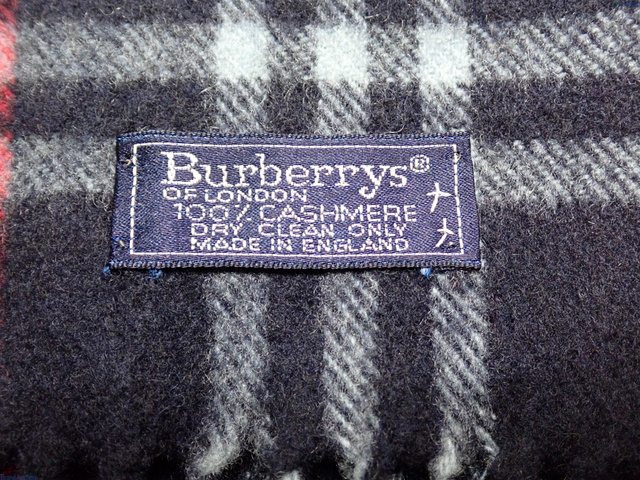 Burberrys®
OF LONDON
100% CASHMERE
DRY CLEAN ONLY
MADE IN ENGLAND